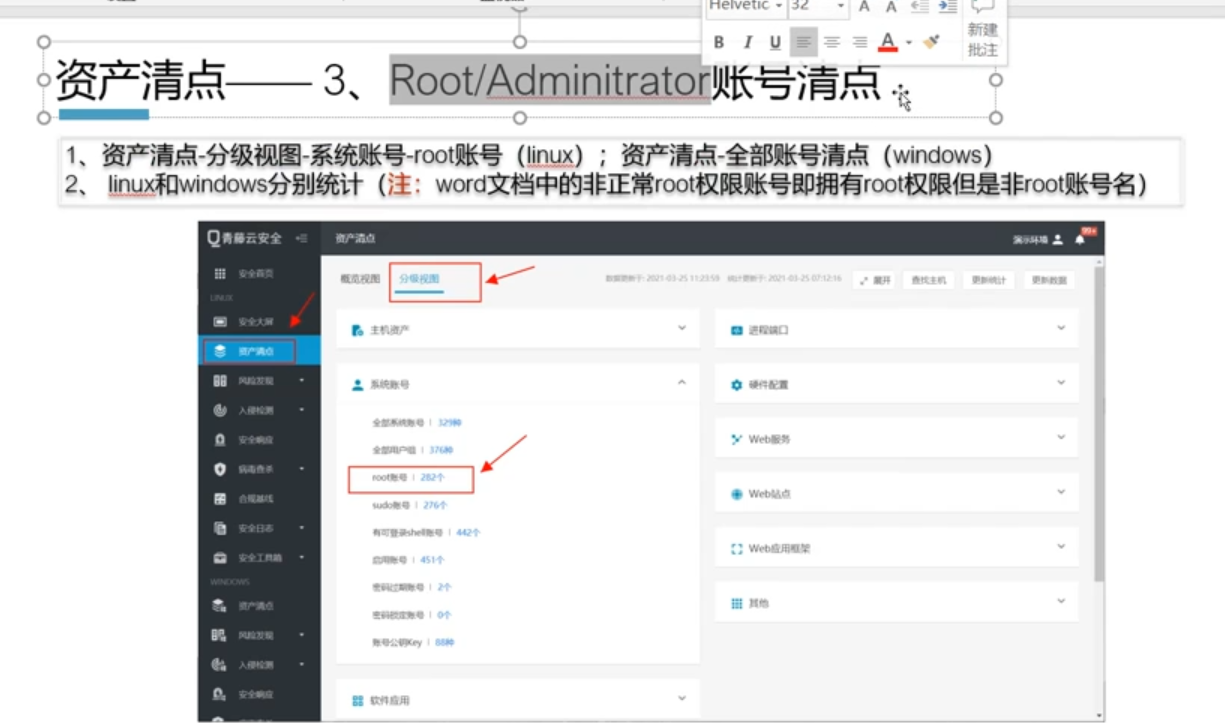 Helvetic
32
A A
新建
批注
B I U A
资产清点—— 3、Root/Adminitrator账号清点
1、资产清点-分级视图-系统账号-root账号（linux）；资产清点-全部账号清点（windows）
2、linux和windows分别统计（注：word文档中的非正常root权限账号即拥有root权限但是非root账号名）
青藤云安全
资产清点
演示环境
99+
安全首页
LINUX
安全大屏
资产清点
风险发现
入侵检测
安全响应
病毒查杀
合规基线
安全日志
安全工具箱
WINDOWS
资产清点
风险发现
入侵检测
安全响应
概览视图
分级视图
数据更新于: 2021-03-25 11:23:59
统计更新于: 2021-03-25 07:12:16
展开
查找主机
更新统计
更新数据
主机资产
系统账号
全部系统账号 | 329种
全部用户组 | 376种
root账号 | 282个
sudo账号 | 276个
有可登录shell账号 | 442个
启用账号 | 451个
密码过期账号 | 2个
密码锁定账号 | 0个
账号公钥Key | 88种
软件应用
进程端口
硬件配置
Web服务
Web站点
Web应用框架
其他